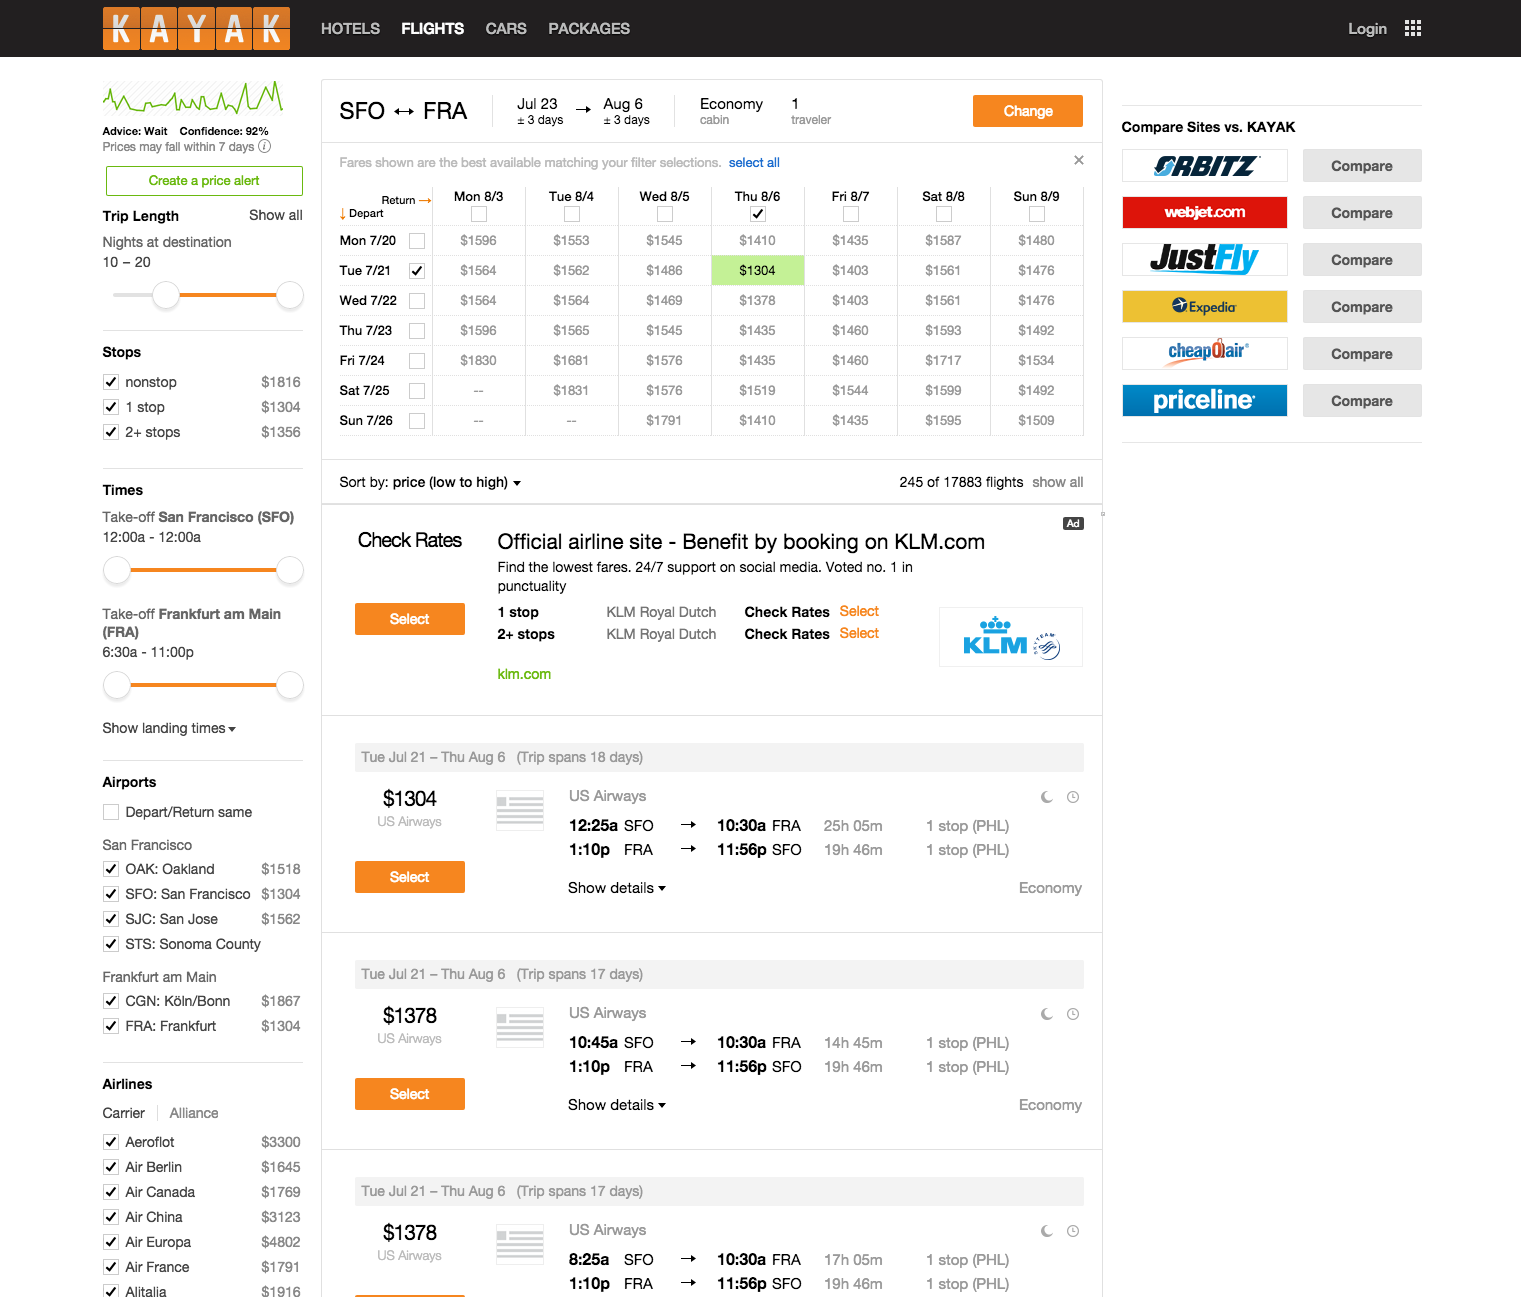 KAYAK
HOTELS FLIGHTS CARS PACKAGES
Login
Advice: Wait Confidence: 92%
Prices may fall within 7 days i
Create a price alert
Trip Length Show all
Nights at destination
10 – 20
Stops
nonstop $1816
1 stop $1304
2+ stops $1356
Times
Take-off San Francisco (SFO)
12:00a - 12:00a
Take-off Frankfurt am Main
(FRA)
6:30a - 11:00p
Show landing times
Airports
Depart/Return same
San Francisco
OAK: Oakland $1518
SFO: San Francisco $1304
SJC: San Jose $1562
STS: Sonoma County
Frankfurt am Main
CGN: Köln/Bonn $1867
FRA: Frankfurt $1304
Airlines
Carrier Alliance
Aeroflot $3300
Air Berlin $1645
Air Canada $1769
Air China $3123
Air Europa $4802
Air France $1791
Alitalia $1916
SFO ↔ FRA
Jul 23 → Aug 6
± 3 days ± 3 days
Economy
cabin
1
traveler
Change
Fares shown are the best available matching your filter selections. select all
Return → Mon 8/3 Tue 8/4 Wed 8/5 Thu 8/6 Fri 8/7 Sat 8/8 Sun 8/9
↓ Depart
Mon 7/20 $1596 $1553 $1545 $1410 $1435 $1587 $1480
Tue 7/21 $1564 $1562 $1486 $1304 $1403 $1561 $1476
Wed 7/22 $1564 $1564 $1469 $1378 $1403 $1561 $1476
Thu 7/23 $1596 $1565 $1545 $1435 $1460 $1593 $1492
Fri 7/24 $1830 $1681 $1576 $1435 $1460 $1717 $1534
Sat 7/25 -- $1831 $1576 $1519 $1544 $1599 $1492
Sun 7/26 -- -- $1791 $1410 $1435 $1595 $1509
Sort by: price (low to high)
245 of 17883 flights show all
Ad
Check Rates
Select
Official airline site - Benefit by booking on KLM.com
Find the lowest fares. 24/7 support on social media. Voted no. 1 in
punctuality
1 stop KLM Royal Dutch Check Rates Select
2+ stops KLM Royal Dutch Check Rates Select
klm.com
KLM SKYTEAM
Tue Jul 21 – Thu Aug 6 (Trip spans 18 days)
$1304
US Airways
Select
US Airways
12:25a SFO → 10:30a FRA 25h 05m 1 stop (PHL)
1:10p FRA → 11:56p SFO 19h 46m 1 stop (PHL)
Show details Economy
Tue Jul 21 – Thu Aug 6 (Trip spans 17 days)
$1378
US Airways
Select
US Airways
10:45a SFO → 10:30a FRA 14h 45m 1 stop (PHL)
1:10p FRA → 11:56p SFO 19h 46m 1 stop (PHL)
Show details Economy
Tue Jul 21 – Thu Aug 6 (Trip spans 17 days)
$1378
US Airways
US Airways
8:25a SFO → 10:30a FRA 17h 05m 1 stop (PHL)
1:10p FRA → 11:56p SFO 19h 46m 1 stop (PHL)
Compare Sites vs. KAYAK
ORBITZ Compare
webjet.com Compare
JustFly Compare
Expedia Compare
cheapOair Compare
priceline Compare